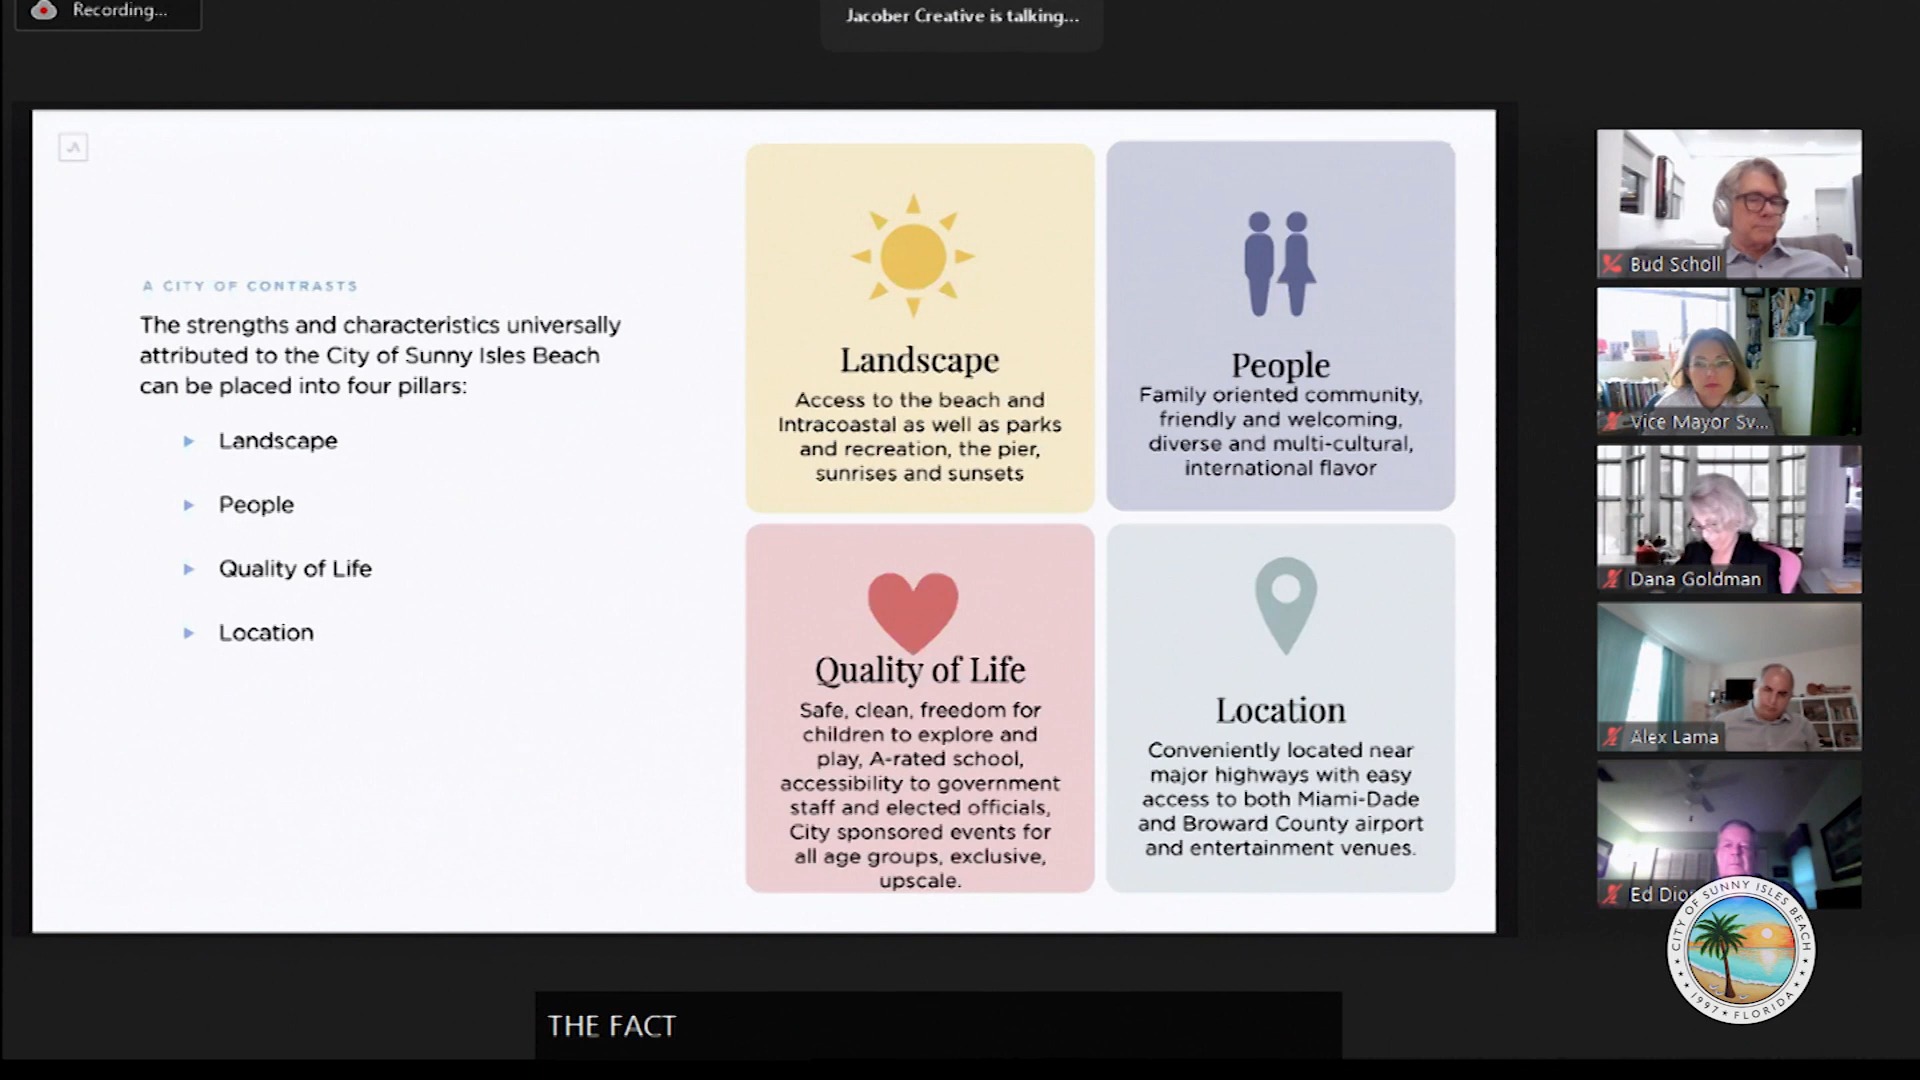 Recording...
Jacober Creative is talking...
A CITY OF CONTRASTS
The strengths and characteristics universally
attributed to the City of Sunny Isles Beach
can be placed into four pillars:
Landscape
People
Quality of Life
Location
Landscape
Access to the beach and
Intracoastal as well as parks
and recreation, the pier,
sunrises and sunsets
People
Family oriented community,
friendly and welcoming,
diverse and multi-cultural,
international flavor
Quality of Life
Safe, clean, freedom for
children to explore and
play, A-rated school,
accessibility to government
staff and elected officials,
City sponsored events for
all age groups, exclusive,
upscale.
Location
Conveniently located near
major highways with easy
access to both Miami-Dade
and Broward County airport
and entertainment venues.
Bud Scholl
Vice Mayor Sv...
Dana Goldman
Alex Lama
Ed Dio
CITY OF SUNNY ISLES BEACH
1997 FLORIDA
THE FACT